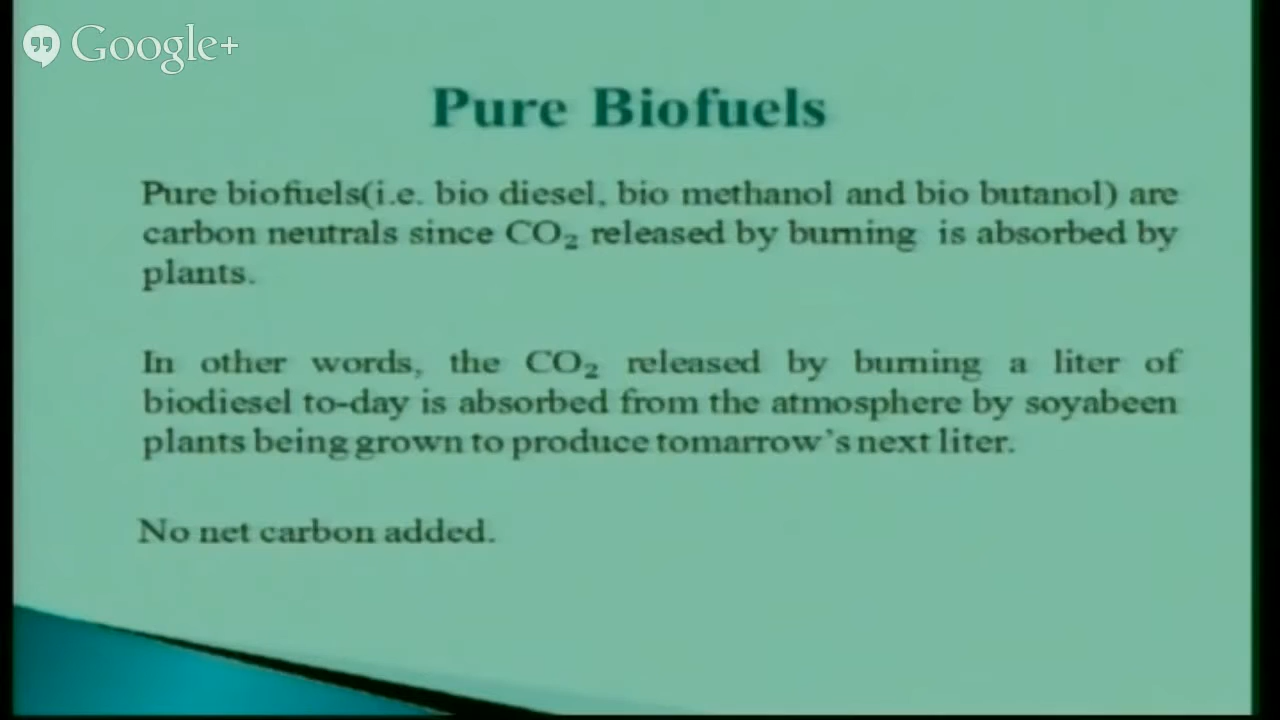 Google+
Pure Biofuels
Pure biofuels(i.e. bio diesel, bio methanol and bio butanol) are
carbon neutrals since CO₂ released by burning is absorbed by
plants.
In other words, the CO₂ released by burning a liter of
biodiesel to-day is absorbed from the atmosphere by soyabeen
plants being grown to produce tomarrow's next liter.
No net carbon added.